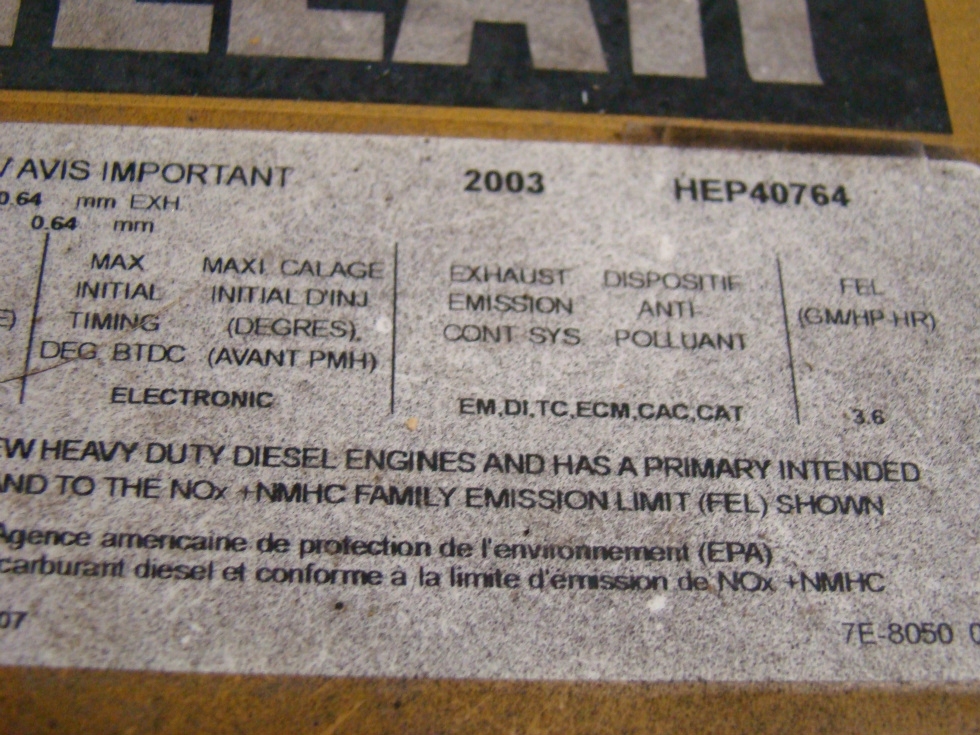 / AVIS IMPORTANT 2003 HEP40764
0.64 mm EXH.
0.64 mm
MAX MAXI. CALAGE EXHAUST DISPOSITIF FEL
INITIAL INITIAL D'INJ EMISSION ANTI- (GM/HP-HR)
E) TIMING (DEGRES), CONT SYS POLLUANT
DEG BTDC (AVANT PMH)
ELECTRONIC EM,DI,TC,ECM,CAC,CAT 3.6
EW HEAVY DUTY DIESEL ENGINES AND HAS A PRIMARY INTENDED
AND TO THE NOx +NMHC FAMILY EMISSION LIMIT (FEL) SHOWN
Agence americaine de protection de l'environnement (EPA)
carburant diesel et conforme a la limite d'émission de NOx +NMHC
07 7E-8050 0